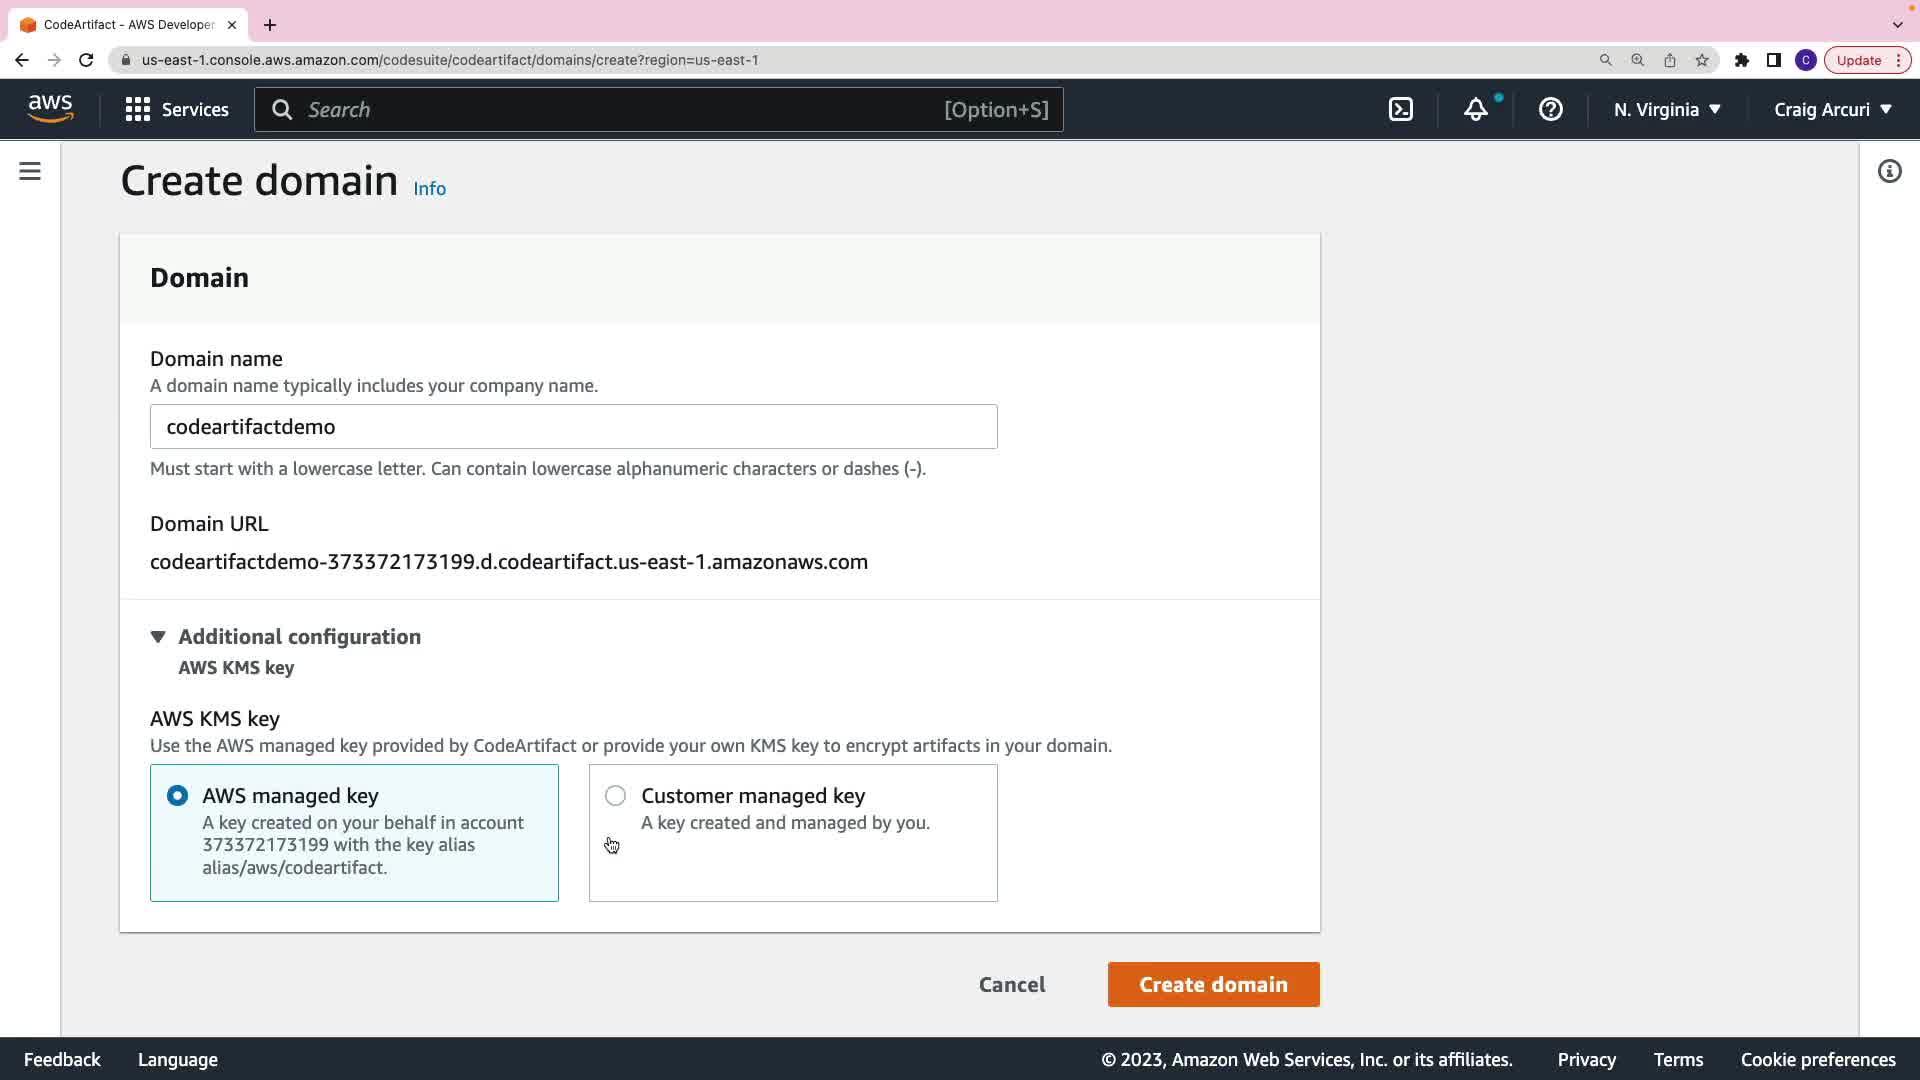 CodeArtifact - AWS Developer
us-east-1.console.aws.amazon.com/codesuite/codeartifact/domains/create?region=us-east-1
C
Update
aws
Services
Search
[Option+S]
N. Virginia
Craig Arcuri
Create domain Info
Domain
Domain name
A domain name typically includes your company name.
codeartifactdemo
Must start with a lowercase letter. Can contain lowercase alphanumeric characters or dashes (-).
Domain URL
codeartifactdemo-373372173199.d.codeartifact.us-east-1.amazonaws.com
Additional configuration
AWS KMS key
AWS KMS key
Use the AWS managed key provided by CodeArtifact or provide your own KMS key to encrypt artifacts in your domain.
AWS managed key
A key created on your behalf in account
373372173199 with the key alias
alias/aws/codeartifact.
Customer managed key
A key created and managed by you.
Cancel
Create domain
Feedback
Language
© 2023, Amazon Web Services, Inc. or its affiliates.
Privacy
Terms
Cookie preferences